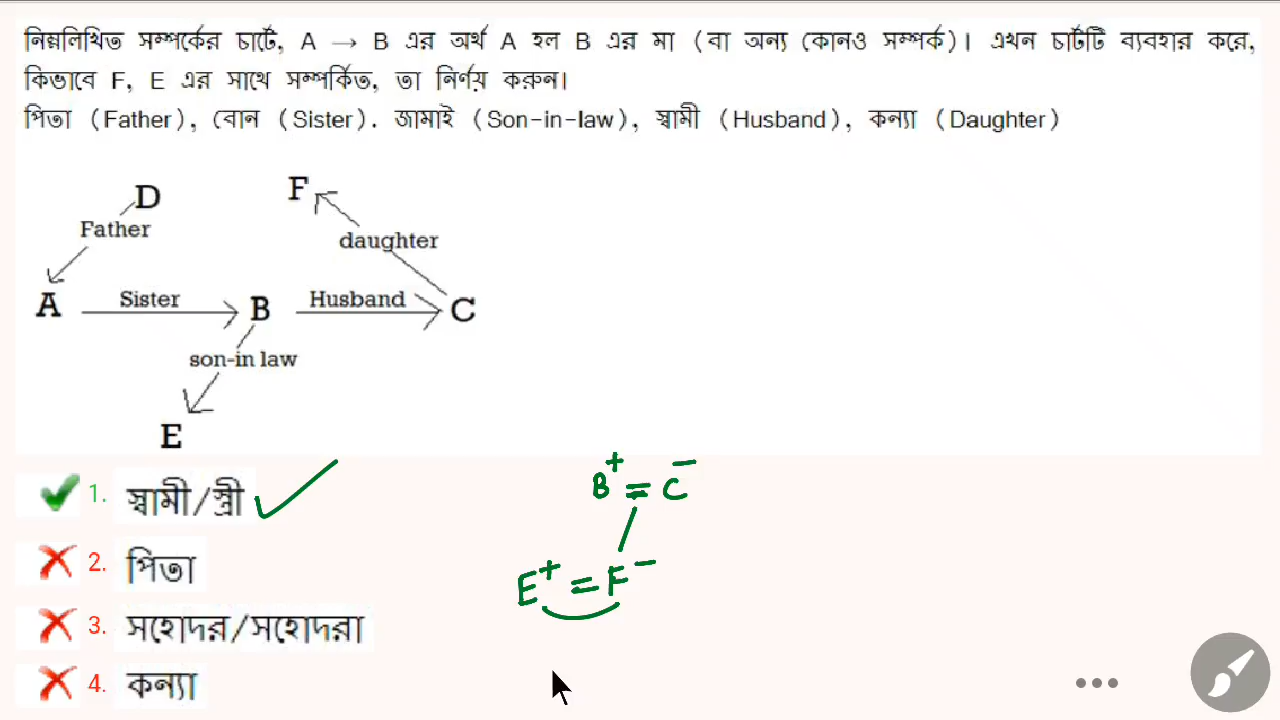 নিম্নলিখিত সম্পর্কের চার্টে, A → B এর অর্থ A হল B এর মা (বা অন্য কোনও সম্পর্ক)। এখন চার্টটি ব্যবহার করে,
কিভাবে F, E এর সাথে সম্পর্কিত, তা নির্ণয় করুন।
পিতা (Father), বোন (Sister). জামাই (Son-in-law), স্বামী (Husband), কন্যা (Daughter)
D F
Father daughter
A Sister B Husband C
son-in law
E
1. স্বামী/স্ত্রী
2. পিতা
3. সহোদর/সহোদরা
4. কন্যা
B+ = C−
E+ = F−